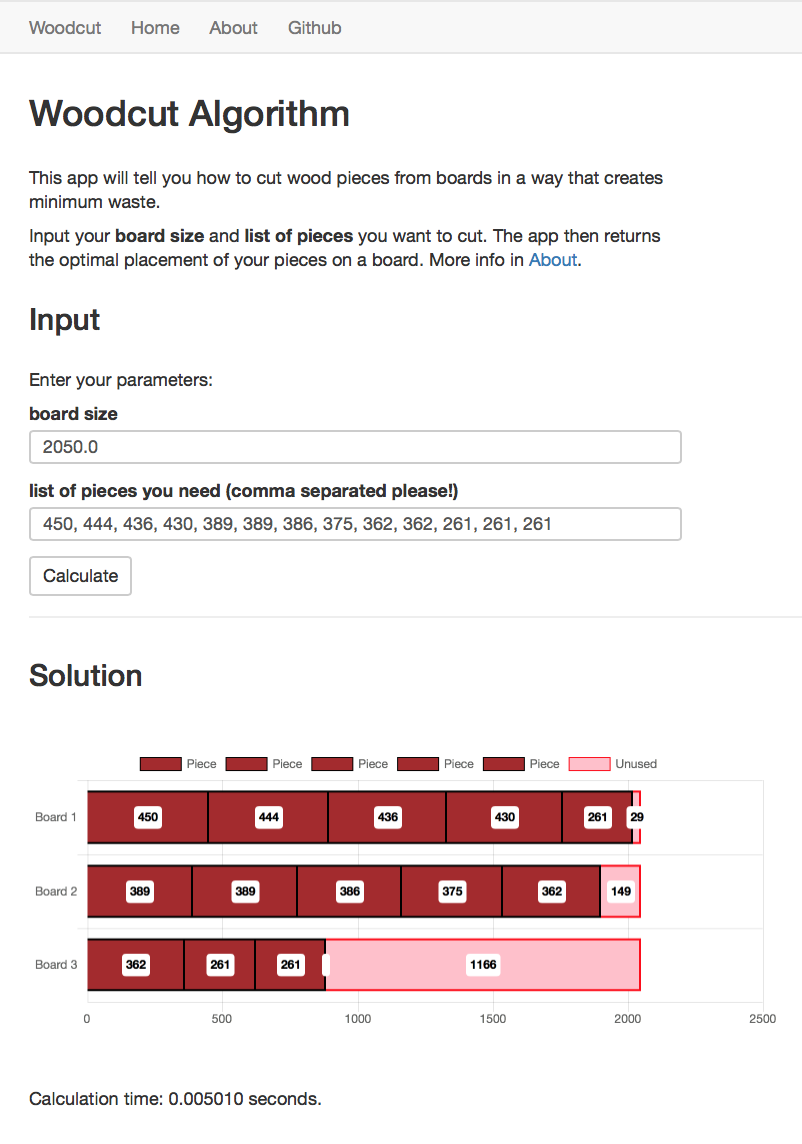 Woodcut Home About Github
Woodcut Algorithm
This app will tell you how to cut wood pieces from boards in a way that creates
minimum waste.
Input your board size and list of pieces you want to cut. The app then returns
the optimal placement of your pieces on a board. More info in About.
Input
Enter your parameters:
board size
2050.0
list of pieces you need (comma separated please!)
450, 444, 436, 430, 389, 389, 386, 375, 362, 362, 261, 261, 261
Calculate
Solution
Piece Piece Piece Piece Piece Unused
Board 1 450 444 436 430 261 29
Board 2 389 389 386 375 362 149
Board 3 362 261 261 1166
0 500 1000 1500 2000 2500
Calculation time: 0.005010 seconds.